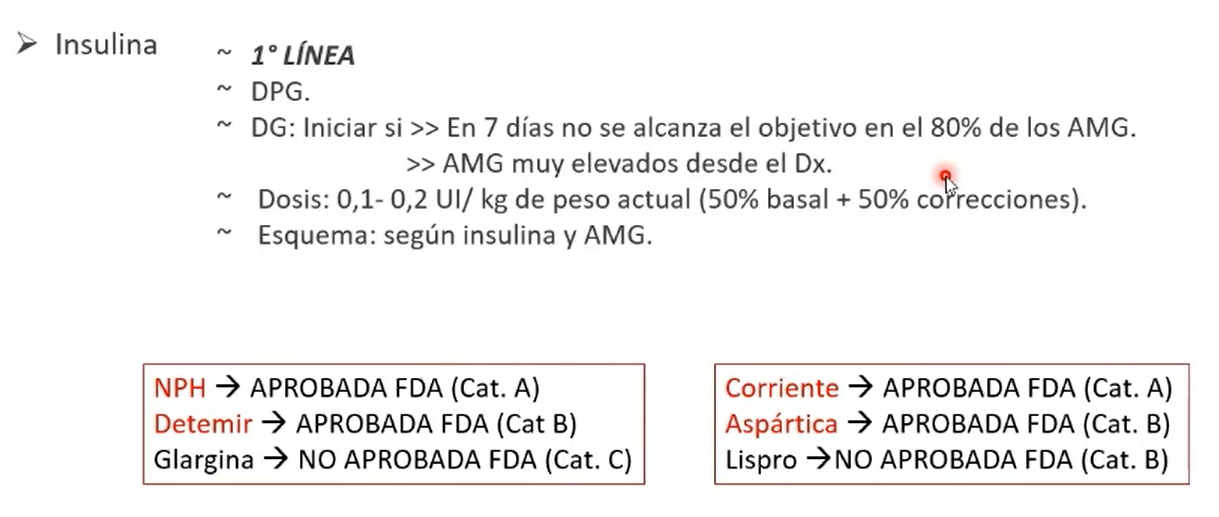 ➤ Insulina
~ 1° LÍNEA
~ DPG.
~ DG: Iniciar si >> En 7 días no se alcanza el objetivo en el 80% de los AMG.
>> AMG muy elevados desde el Dx.
~ Dosis: 0,1- 0,2 UI/ kg de peso actual (50% basal + 50% correcciones).
~ Esquema: según insulina y AMG.
NPH → APROBADA FDA (Cat. A)
Detemir → APROBADA FDA (Cat B)
Glargina → NO APROBADA FDA (Cat. C)
Corriente → APROBADA FDA (Cat. A)
Aspártica → APROBADA FDA (Cat. B)
Lispro →NO APROBADA FDA (Cat. B)